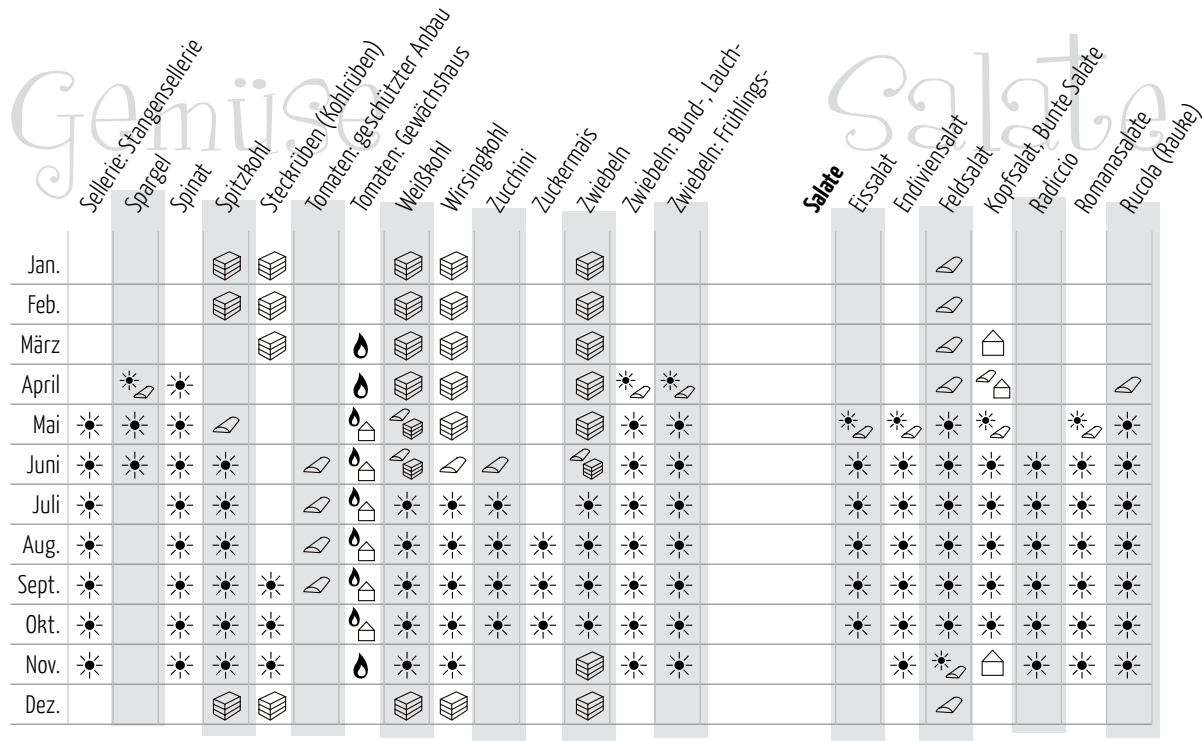 Gemüse
Salate
Sellerie: Stangensellerie
Spargel
Spinat
Spitzkohl
Steckrüben (Kohlrüben)
Tomaten: geschützter Anbau
Tomaten: Gewächshaus
Weißkohl
Wirsingkohl
Zucchini
Zuckermais
Zwiebeln
Zwiebeln: Bund-, Lauch-
Zwiebeln: Frühlings-
Salate
Eissalat
Endiviensalat
Feldsalat
Kopfsalat, Bunte Salate
Radiccio
Romanasalate
Rucola (Rauke)
Jan.
Feb.
März
April
Mai
Juni
Juli
Aug.
Sept.
Okt.
Nov.
Dez.